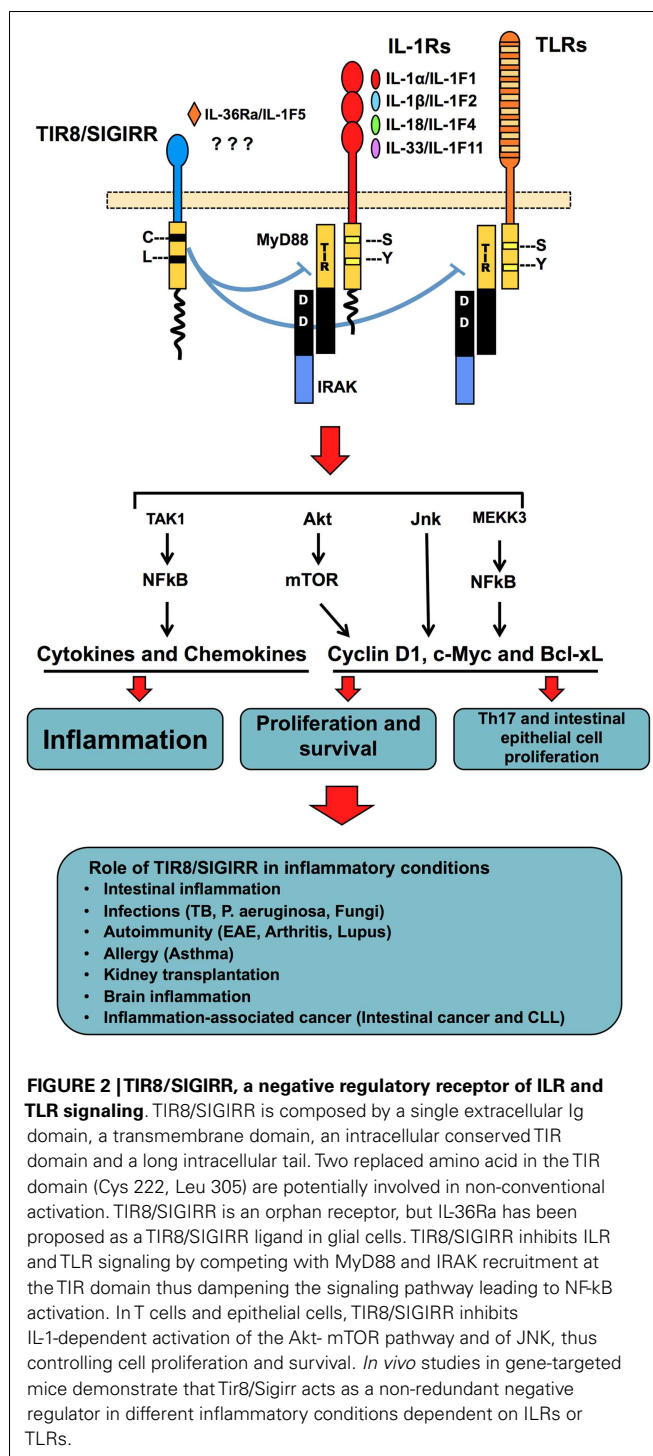 IL-1Rs
TLRs
IL-1α/IL-1F1
IL-1β/IL-1F2
IL-18/IL-1F4
IL-33/IL-1F11
IL-36Ra/IL-1F5
? ? ?
TIR8/SIGIRR
C
L
MyD88
TIR
S
Y
D
D
IRAK
TIR
S
Y
D
D
TAK1
Akt
Jnk
MEKK3
NFkB
mTOR
NFkB
Cytokines and Chemokines
Cyclin D1, c-Myc and Bcl-xL
Inflammation
Proliferation and
survival
Th17 and intestinal
epithelial cell
proliferation
Role of TIR8/SIGIRR in inflammatory conditions
• Intestinal inflammation
• Infections (TB, P. aeruginosa, Fungi)
• Autoimmunity (EAE, Arthritis, Lupus)
• Allergy (Asthma)
• Kidney transplantation
• Brain inflammation
• Inflammation-associated cancer (Intestinal cancer and CLL)
FIGURE 2 | TIR8/SIGIRR, a negative regulatory receptor of ILR and
TLR signaling. TIR8/SIGIRR is composed by a single extracellular Ig
domain, a transmembrane domain, an intracellular conserved TIR
domain and a long intracellular tail. Two replaced amino acid in the TIR
domain (Cys 222, Leu 305) are potentially involved in non-conventional
activation. TIR8/SIGIRR is an orphan receptor, but IL-36Ra has been
proposed as a TIR8/SIGIRR ligand in glial cells. TIR8/SIGIRR inhibits ILR
and TLR signaling by competing with MyD88 and IRAK recruitment at
the TIR domain thus dampening the signaling pathway leading to NF-kB
activation. In T cells and epithelial cells, TIR8/SIGIRR inhibits
IL-1-dependent activation of the Akt- mTOR pathway and of JNK, thus
controlling cell proliferation and survival. In vivo studies in gene-targeted
mice demonstrate that Tir8/Sigirr acts as a non-redundant negative
regulator in different inflammatory conditions dependent on ILRs or
TLRs.